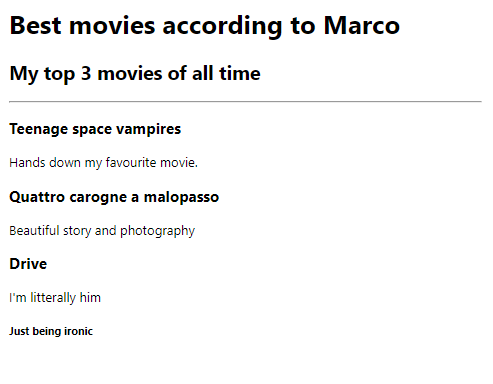 Best movies according to Marco
My top 3 movies of all time
Teenage space vampires
Hands down my favourite movie.
Quattro carogne a malopasso
Beautiful story and photography
Drive
I'm litterally him
Just being ironic